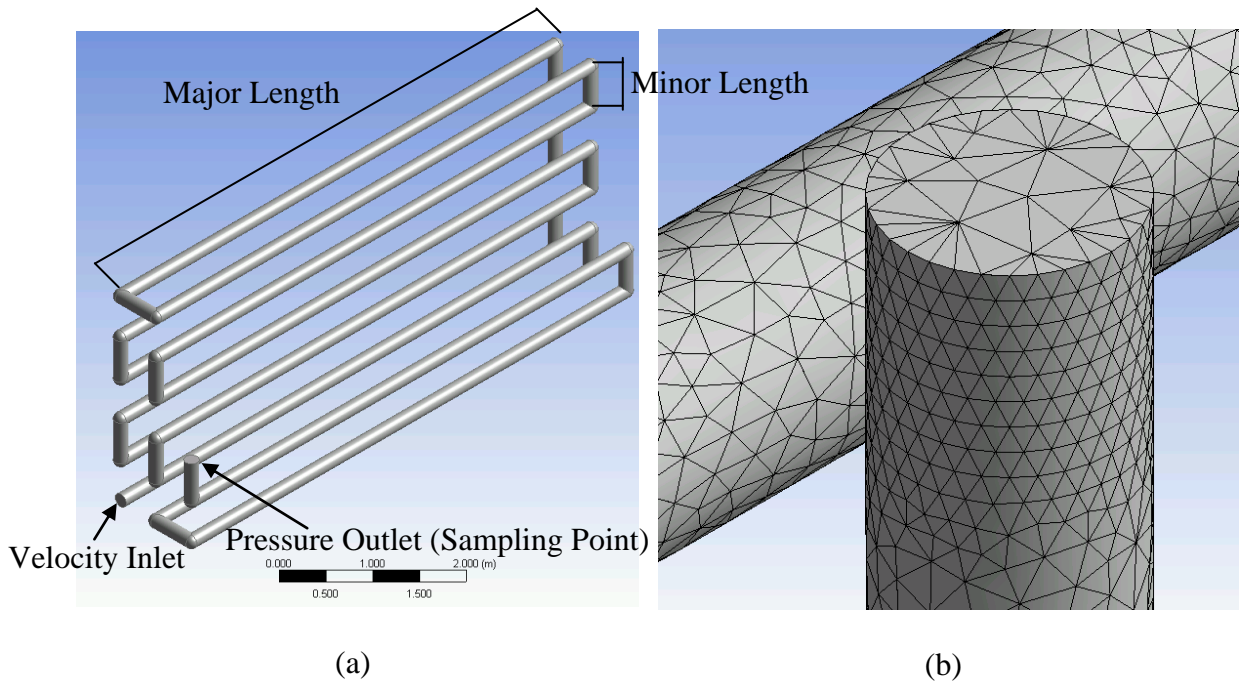 Major Length
Minor Length
Velocity Inlet
Pressure Outlet (Sampling Point)
0.000 1.000 2.000 (m)
0.500 1.500
(a)
(b)